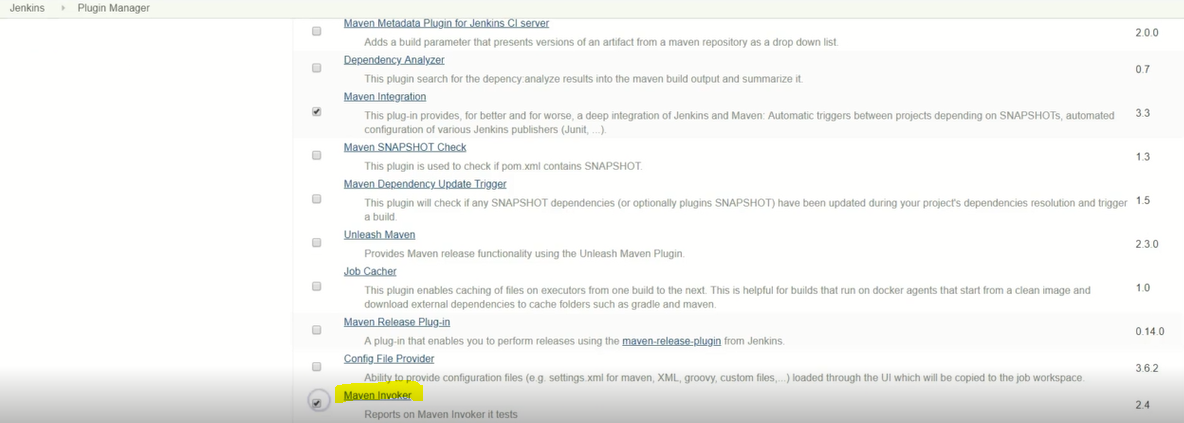 Jenkins Plugin Manager
Maven Metadata Plugin for Jenkins CI server
2.0.0
Adds a build parameter that presents versions of an artifact from a maven repository as a drop down list.
Dependency Analyzer
0.7
This plugin search for the depency:analyze results into the maven build output and summarize it.
Maven Integration
This plug-in provides, for better and for worse, a deep integration of Jenkins and Maven: Automatic triggers between projects depending on SNAPSHOTs, automated
3.3
configuration of various Jenkins publishers (Junit, ...).
Maven SNAPSHOT Check
1.3
This plugin is used to check if pom.xml contains SNAPSHOT.
Maven Dependency Update Trigger
This plugin will check if any SNAPSHOT dependencies (or optionally plugins SNAPSHOT) have been updated during your project's dependencies resolution and trigger
1.5
a build.
Unleash Maven
2.3.0
Provides Maven release functionality using the Unleash Maven Plugin.
Job Cacher
This plugin enables caching of files on executors from one build to the next. This is helpful for builds that run on docker agents that start from a clean image and
1.0
download external dependencies to cache folders such as gradle and maven.
Maven Release Plug-in
0.14.0
A plug-in that enables you to perform releases using the maven-release-plugin from Jenkins.
Config File Provider
3.6.2
Ability to provide configuration files (e.g. settings.xml for maven, XML, groovy, custom files,...) loaded through the UI which will be copied to the job workspace.
Maven Invoker
2.4
Reports on Maven Invoker it tests